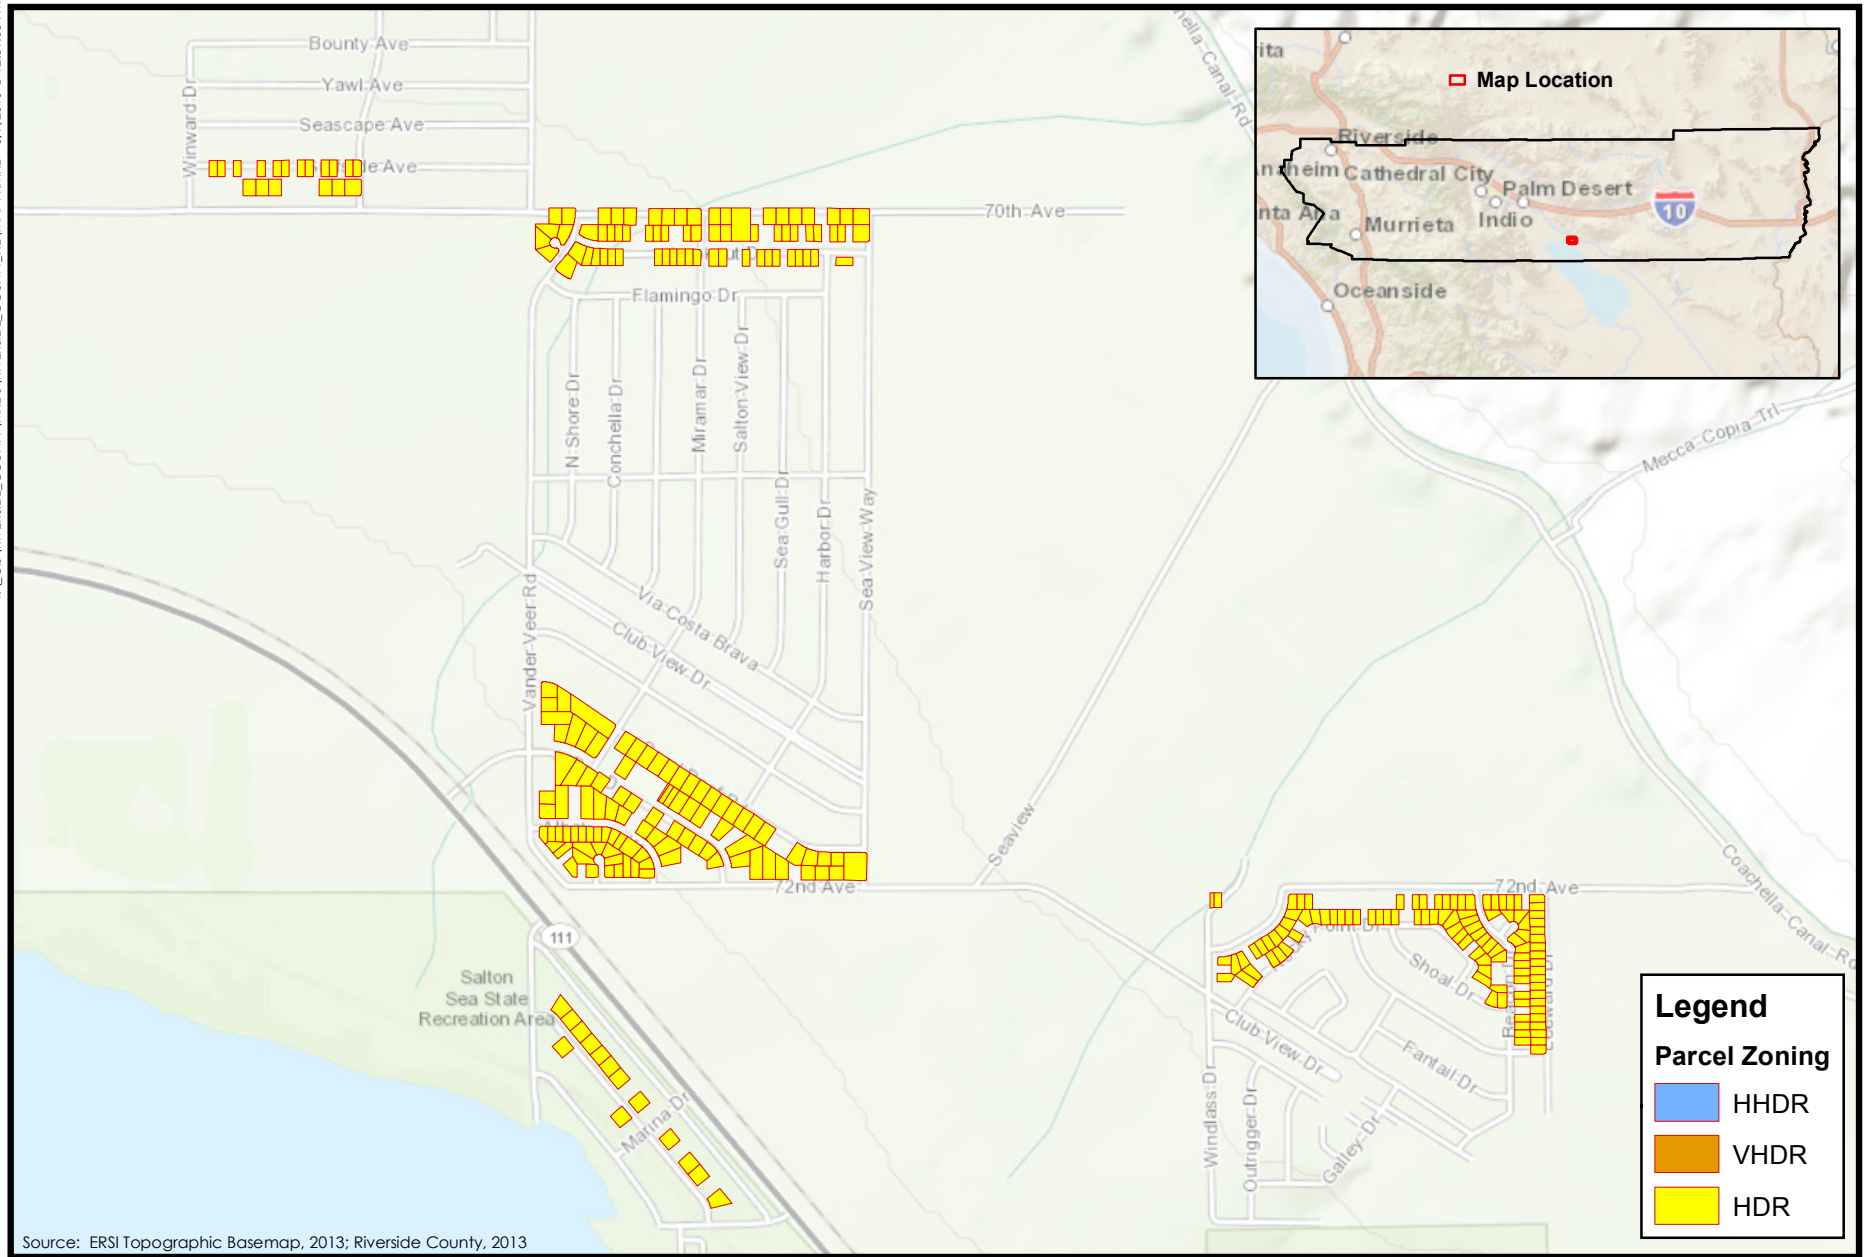 Bounty Ave
Yawl Ave
Seascape Ave
Winward Dr
70th Ave
Flamingo Dr
N Shore Dr
Conchella Dr
Miramar Dr
Salton View Dr
Sea Gull Dr
Harbor Dr
Sea View Way
Vander Veer Rd
Via Costa Brava
Club View Dr
72nd Ave
Seaview
111
Salton
Sea State
Recreation Area
Marina Dr
Mecca Copia Trl
Coachella Canal Rd
72nd Ave
Shoal Dr
Fantail Dr
Club View Dr
Windlass Dr
Outrigger Dr
Galley Dr
Map Location
Riverside
Cathedral City
Palm Desert
Indio
10
Murrieta
Oceanside
Legend
Parcel Zoning
HHDR
VHDR
HDR
Source: ERSI Topographic Basemap, 2013; Riverside County, 2013